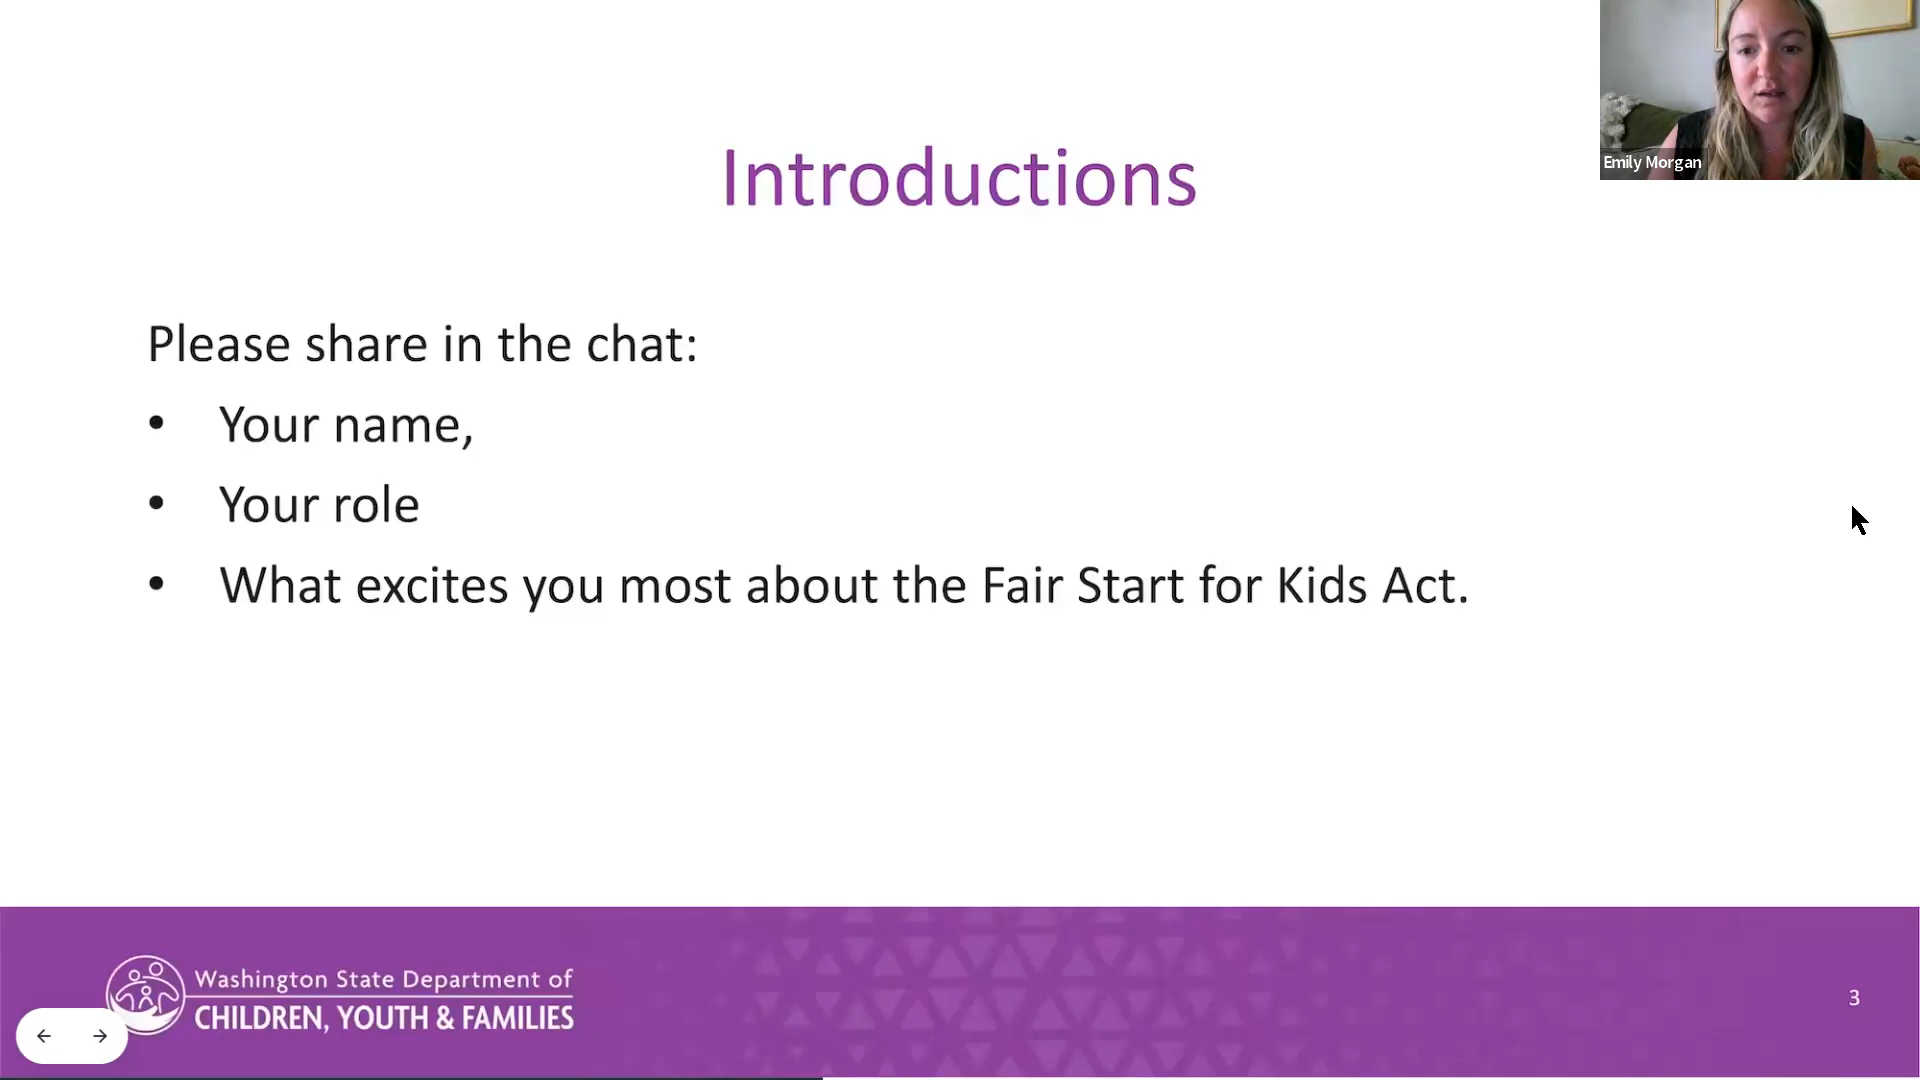 Introductions
Emily Morgan
Please share in the chat:
• Your name,
• Your role
• What excites you most about the Fair Start for Kids Act.
Washington State Department of
CHILDREN, YOUTH & FAMILIES
3